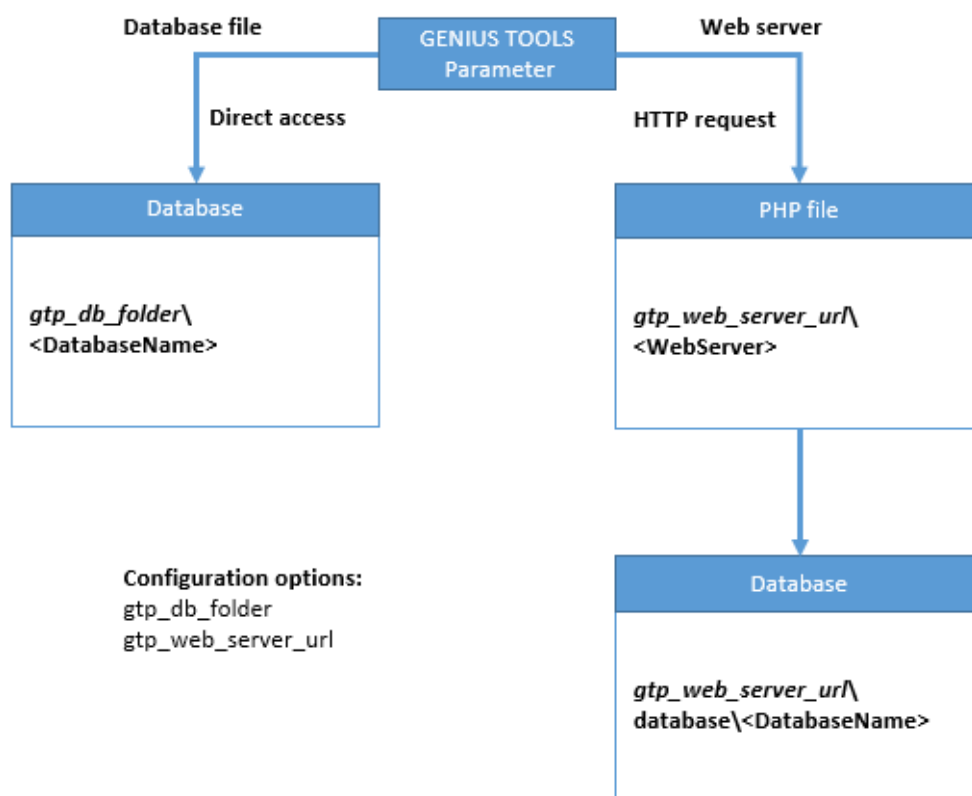 Database file
GENIUS TOOLS
Parameter
Web server
Direct access
HTTP request
Database
gtp_db_folder\
<DatabaseName>
PHP file
gtp_web_server_url\
<WebServer>
Configuration options:
gtp_db_folder
gtp_web_server_url
Database
gtp_web_server_url\
database\<DatabaseName>